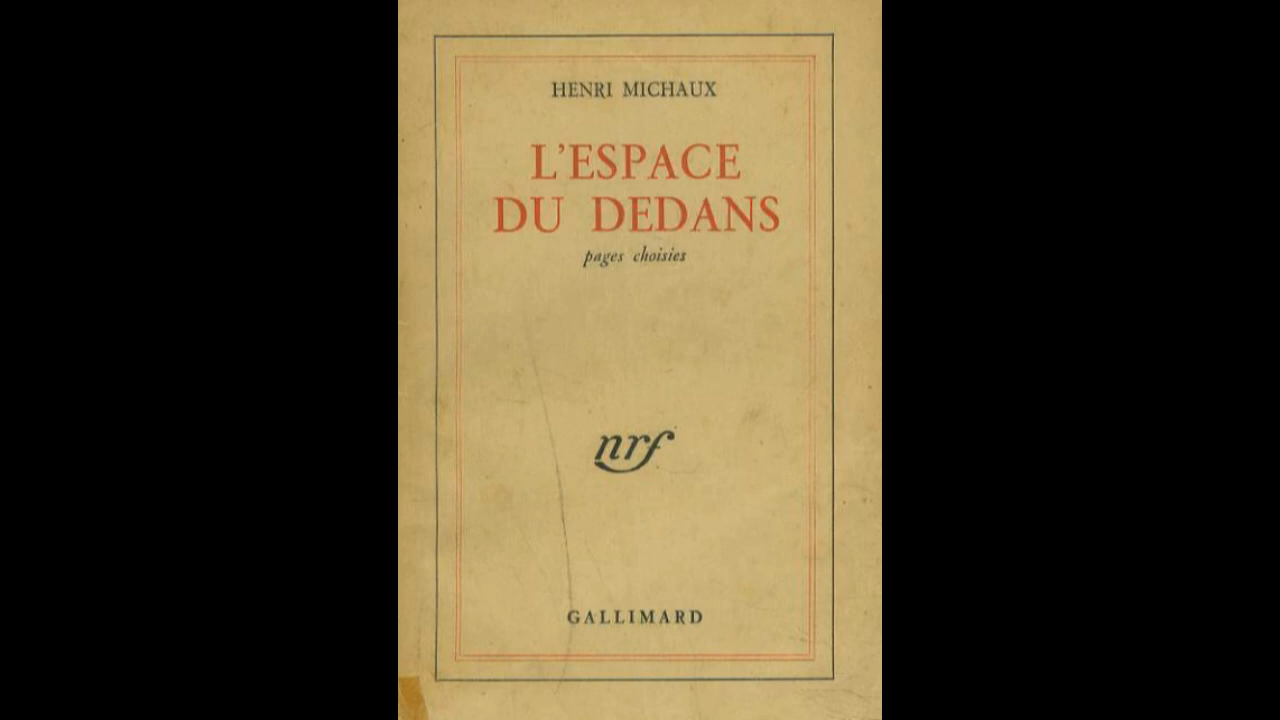 HENRI MICHAUX
L'ESPACE
DU DEDANS
pages choisies
nrf
GALLIMARD